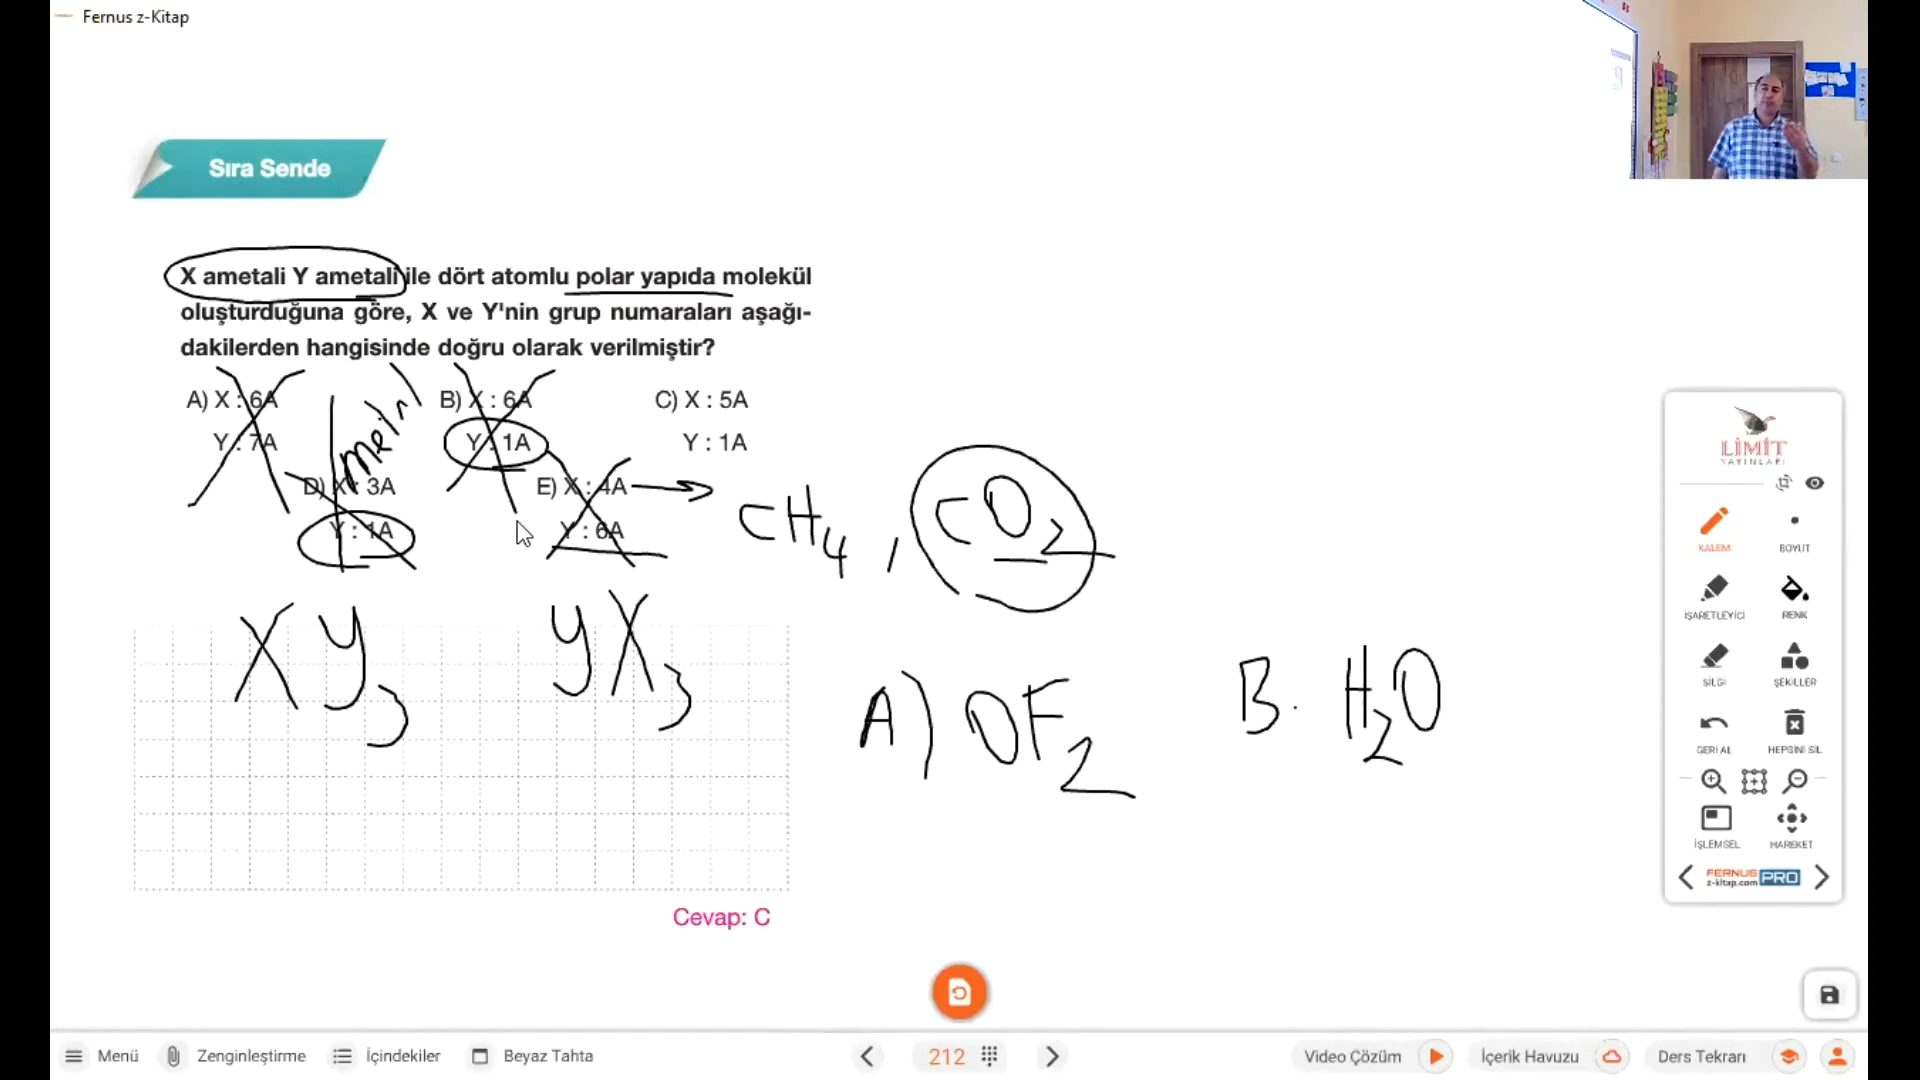 Fernus z-Kitap
Sıra Sende
X ametali Y ametali ile dört atomlu polar yapıda molekül
oluşturduğuna göre, X ve Y'nin grup numaraları aşağı-
dakilerden hangisinde doğru olarak verilmiştir?
A) X : 6A
Y : 7A
B) X : 6A
Y : 1A
C) X : 5A
Y : 1A
D) X : 3A
Y : 1A
E) X : 4A
Y : 6A
CH4 , CO2
XY3
YX3
A) OF2
B. H2O
Cevap: C
LİMİT
YAYINLARI
KALEM
BOYUT
İŞARETLEYİCİ
RENK
SİLGİ
ŞEKİLLER
GERİ AL
HEPSİNİ SİL
İŞLEMSEL
HAREKET
FERNUS
z-kitap.com PRO
Menü
Zenginleştirme
İçindekiler
Beyaz Tahta
212
Video Çözüm
İçerik Havuzu
Ders Tekrarı